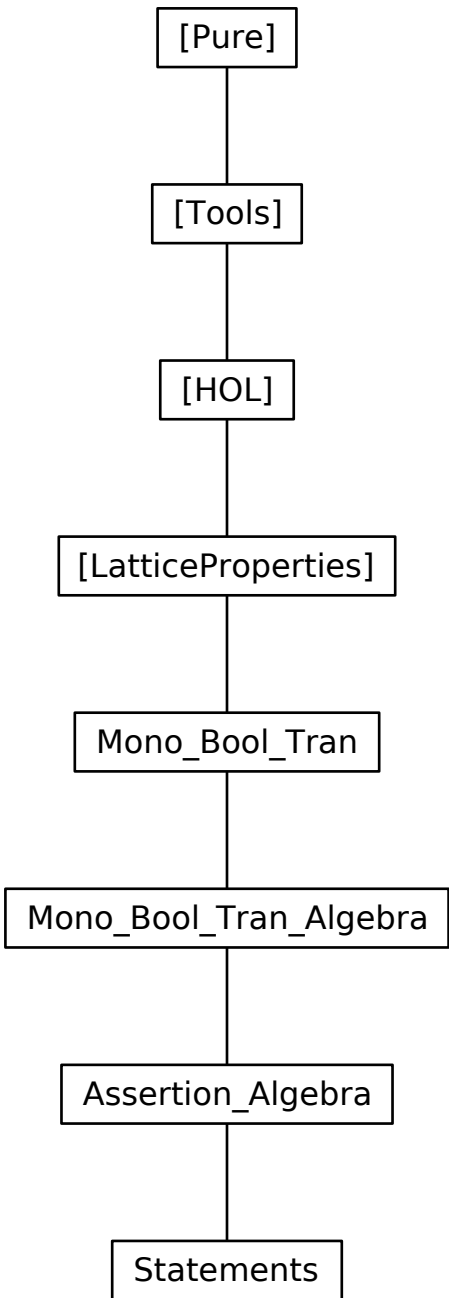 [Pure]
[Tools]
[HOL]
[LatticeProperties]
Mono_Bool_Tran
Mono_Bool_Tran_Algebra
Assertion_Algebra
Statements